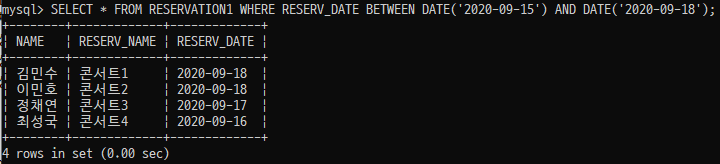 mysql> SELECT * FROM RESERVATION1 WHERE RESERV_DATE BETWEEN DATE('2020-09-15') AND DATE('2020-09-18');
+--------+-------------+-------------+
| NAME | RESERV_NAME | RESERV_DATE |
+--------+-------------+-------------+
| 김민수 | 콘서트1 | 2020-09-18 |
| 이민호 | 콘서트2 | 2020-09-18 |
| 정채연 | 콘서트3 | 2020-09-17 |
| 최성국 | 콘서트4 | 2020-09-16 |
+--------+-------------+-------------+
4 rows in set (0.00 sec)